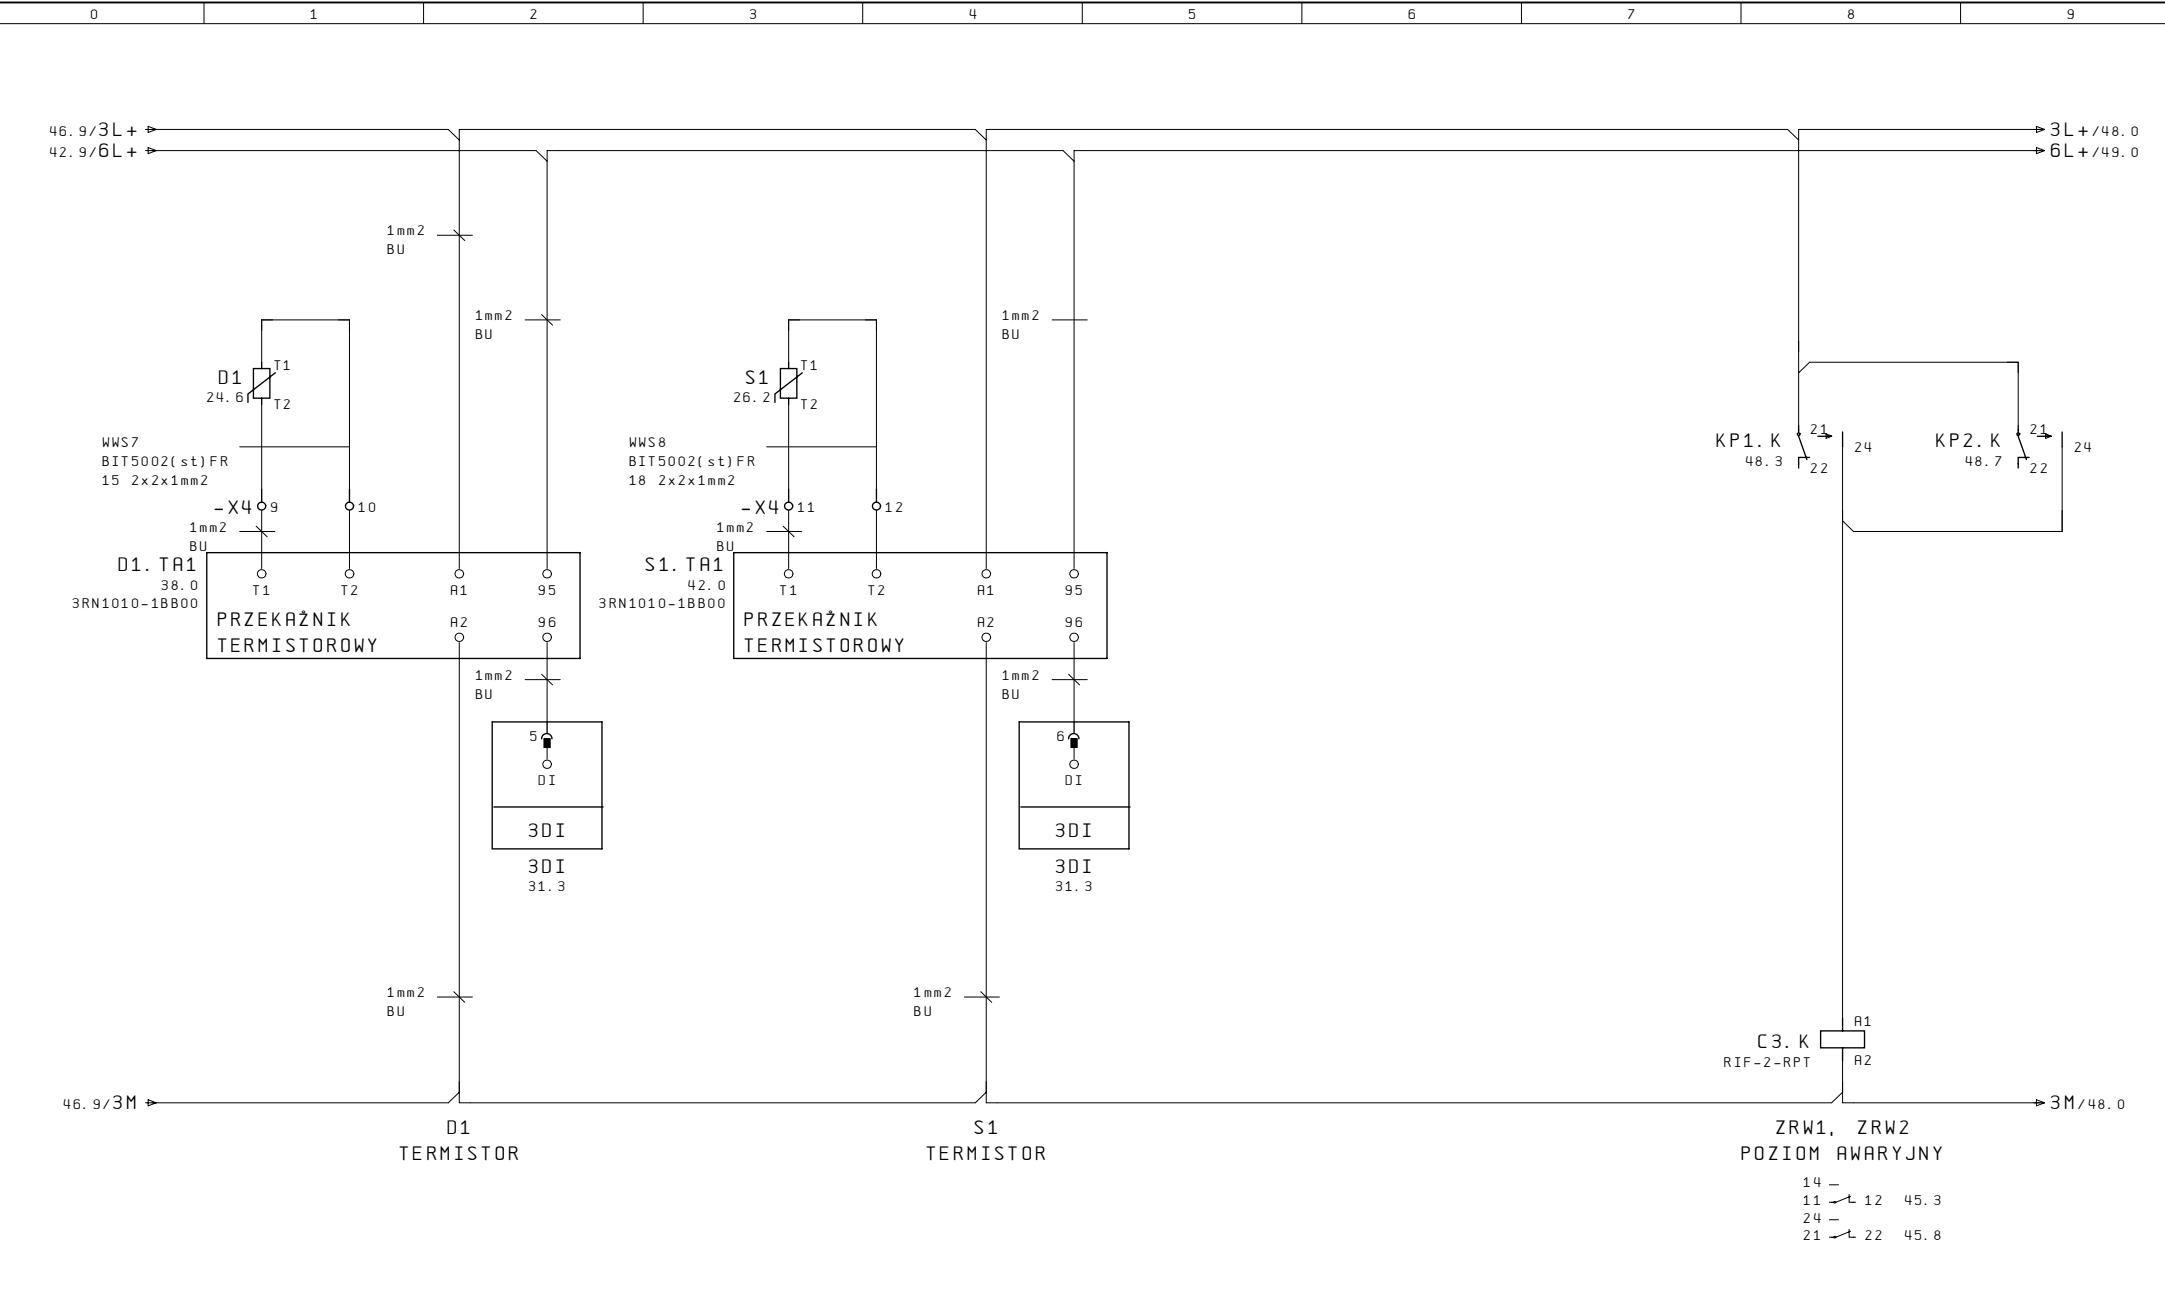 0 1 2 3 4 5 6 7 8 9
46.9/3L+ 3L+/48.0
42.9/6L+ 6L+/49.0
1mm2
BU
1mm2
BU
1mm2
BU
D1
24.6
T1
T2
S1
26.2
T1
T2
KP1.K
48.3
21
22
24
KP2.K
48.7
21
22
24
WWS7
BIT5002(st)FR
15 2x2x1mm2
WWS8
BIT5002(st)FR
18 2x2x1mm2
-X4 9 10
1mm2
BU
-X4 11 12
1mm2
BU
D1.TA1
38.0
3RN1010-1BB00
T1 T2 A1 95
PRZEKAŹNIK A2 96
TERMISTOROWY
S1.TA1
42.0
3RN1010-1BB00
T1 T2 A1 95
PRZEKAŹNIK A2 96
TERMISTOROWY
1mm2
BU
1mm2
BU
5
DI
3DI
3DI
31.3
6
DI
3DI
3DI
31.3
1mm2
BU
1mm2
BU
C3.K
RIF-2-RPT
A1
A2
46.9/3M 3M/48.0
D1
TERMISTOR
S1
TERMISTOR
ZRW1, ZRW2
POZIOM AWARYJNY
14
11 12 45.3
24
21 22 45.8